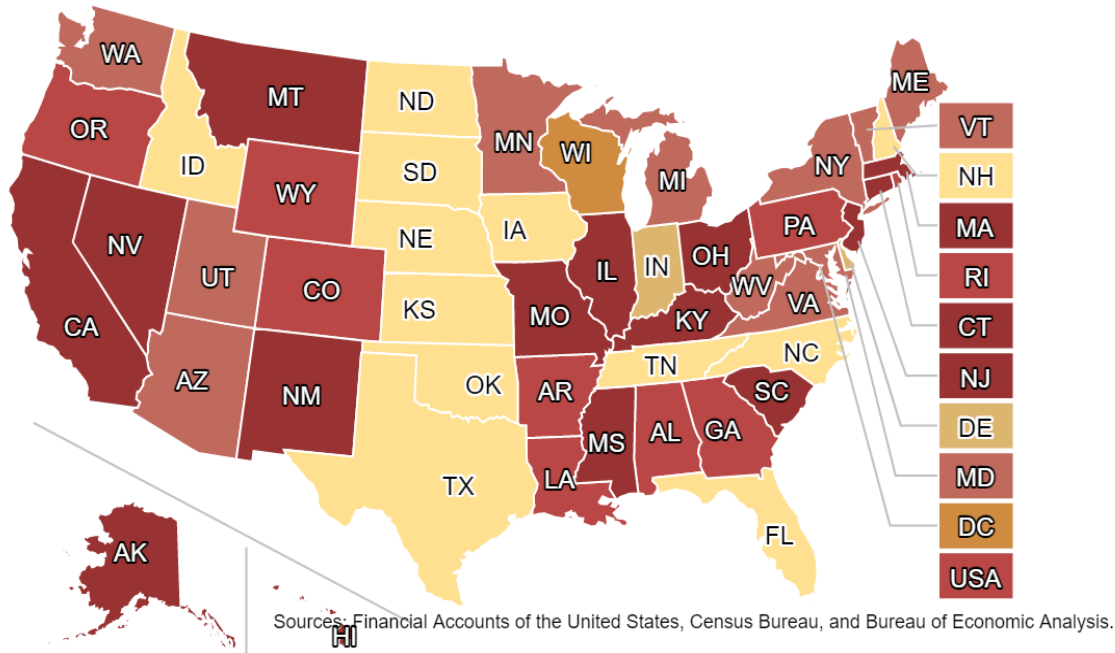 WA
MT
ND
MN
ME
OR
ID
WY
SD
WI
MI
NY
VT
NH
NV
UT
CO
NE
IA
IL
IN
OH
PA
MA
CA
KS
MO
KY
WV
VA
RI
AZ
NM
OK
AR
TN
NC
CT
TX
LA
MS
AL
GA
SC
NJ
DE
MD
FL
DC
AK
USA
HI
Sources: Financial Accounts of the United States, Census Bureau, and Bureau of Economic Analysis.